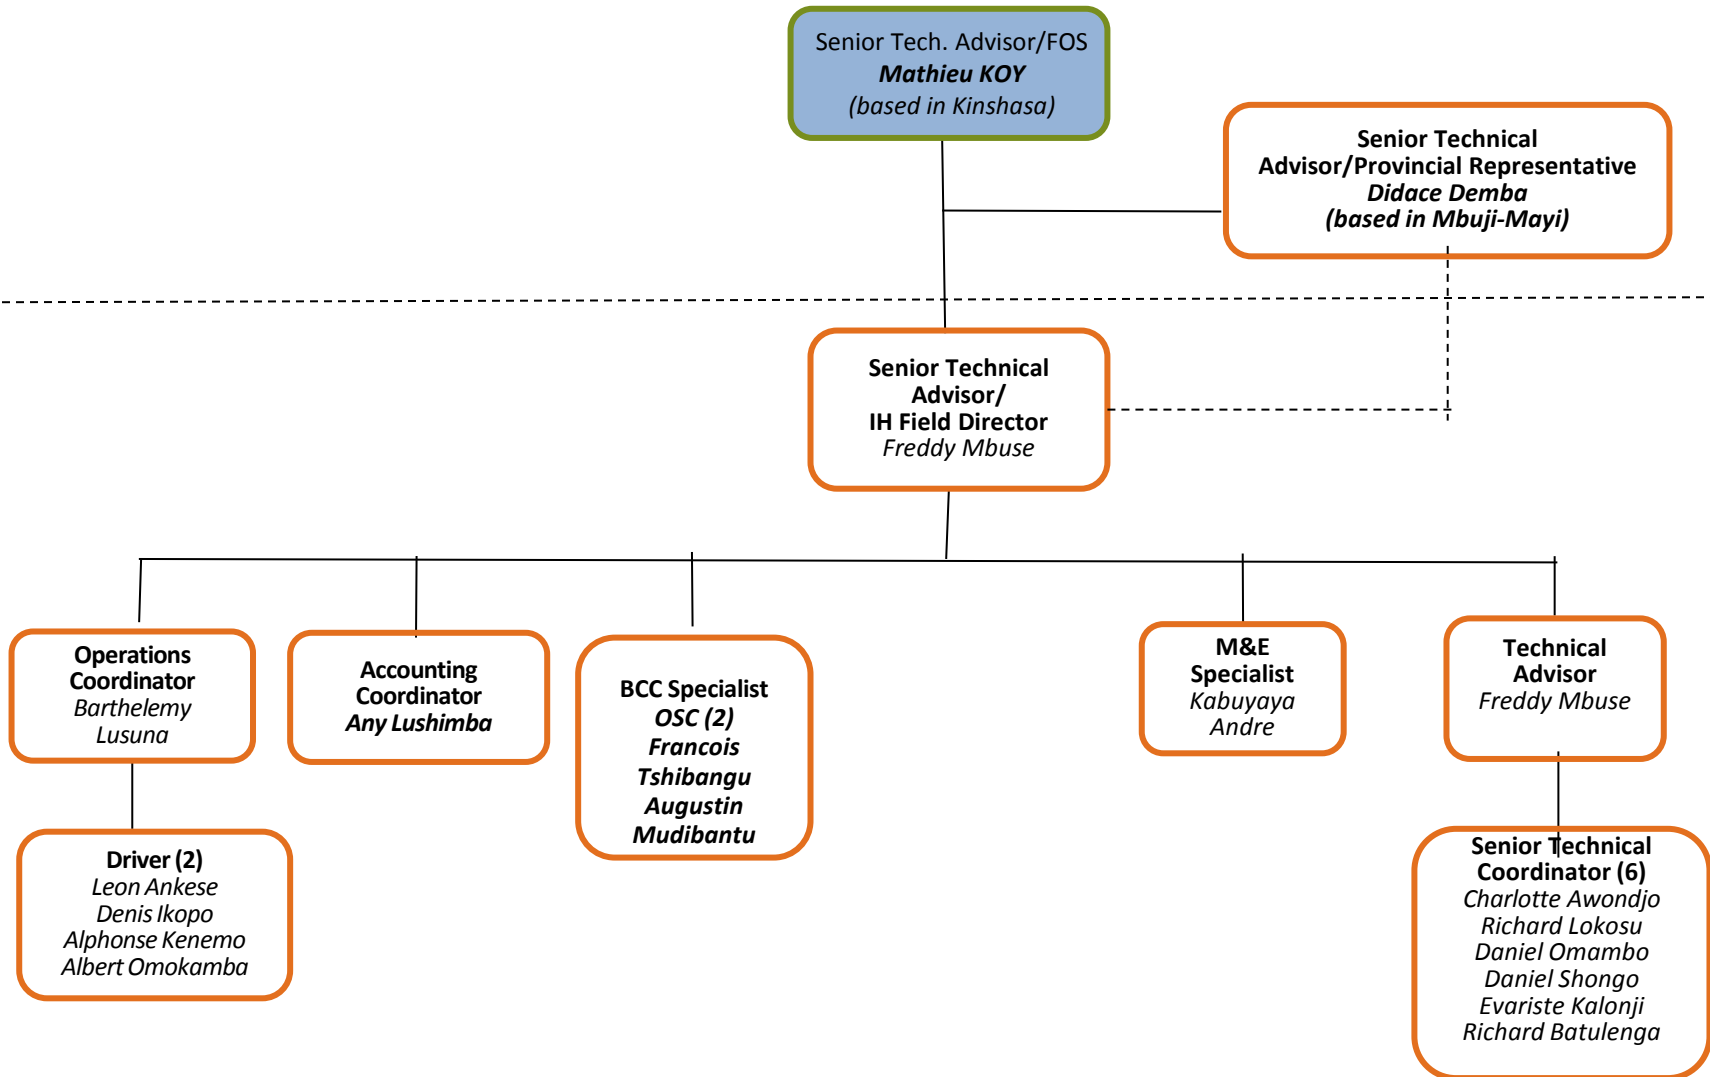 Senior Tech. Advisor/FOS
Mathieu KOY
(based in Kinshasa)
Senior Technical
Advisor/Provincial Representative
Didace Demba
(based in Mbuji-Mayi)
Senior Technical
Advisor/
IH Field Director
Freddy Mbuse
Operations
Coordinator
Barthelemy
Lusuna
Accounting
Coordinator
Any Lushimba
BCC Specialist
OSC (2)
Francois
Tshibangu
Augustin
Mudibantu
M&E
Specialist
Kabuyaya
Andre
Technical
Advisor
Freddy Mbuse
Driver (2)
Leon Ankese
Denis Ikopo
Alphonse Kenemo
Albert Omokamba
Senior Technical
Coordinator (6)
Charlotte Awondjo
Richard Lokosu
Daniel Omambo
Daniel Shongo
Evariste Kalonji
Richard Batulenga